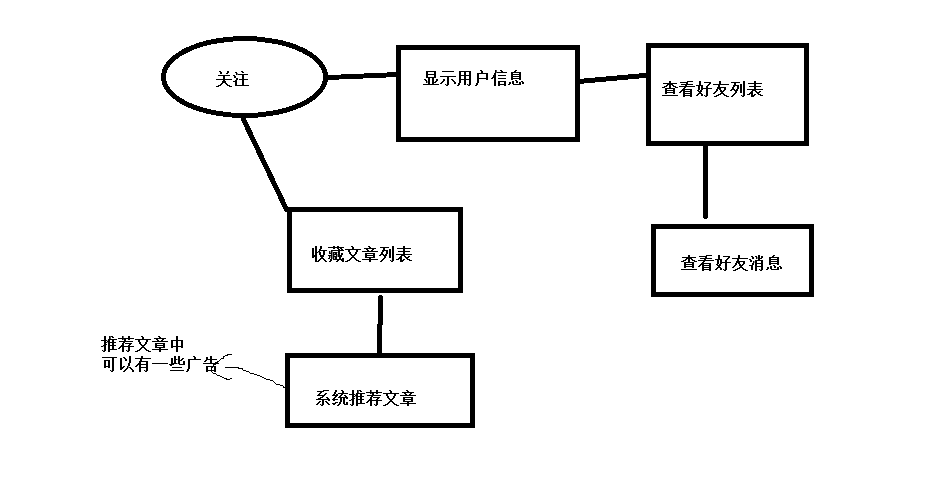 关注
显示用户信息
查看好友列表
收藏文章列表
查看好友消息
推荐文章中
可以有一些广告
系统推荐文章